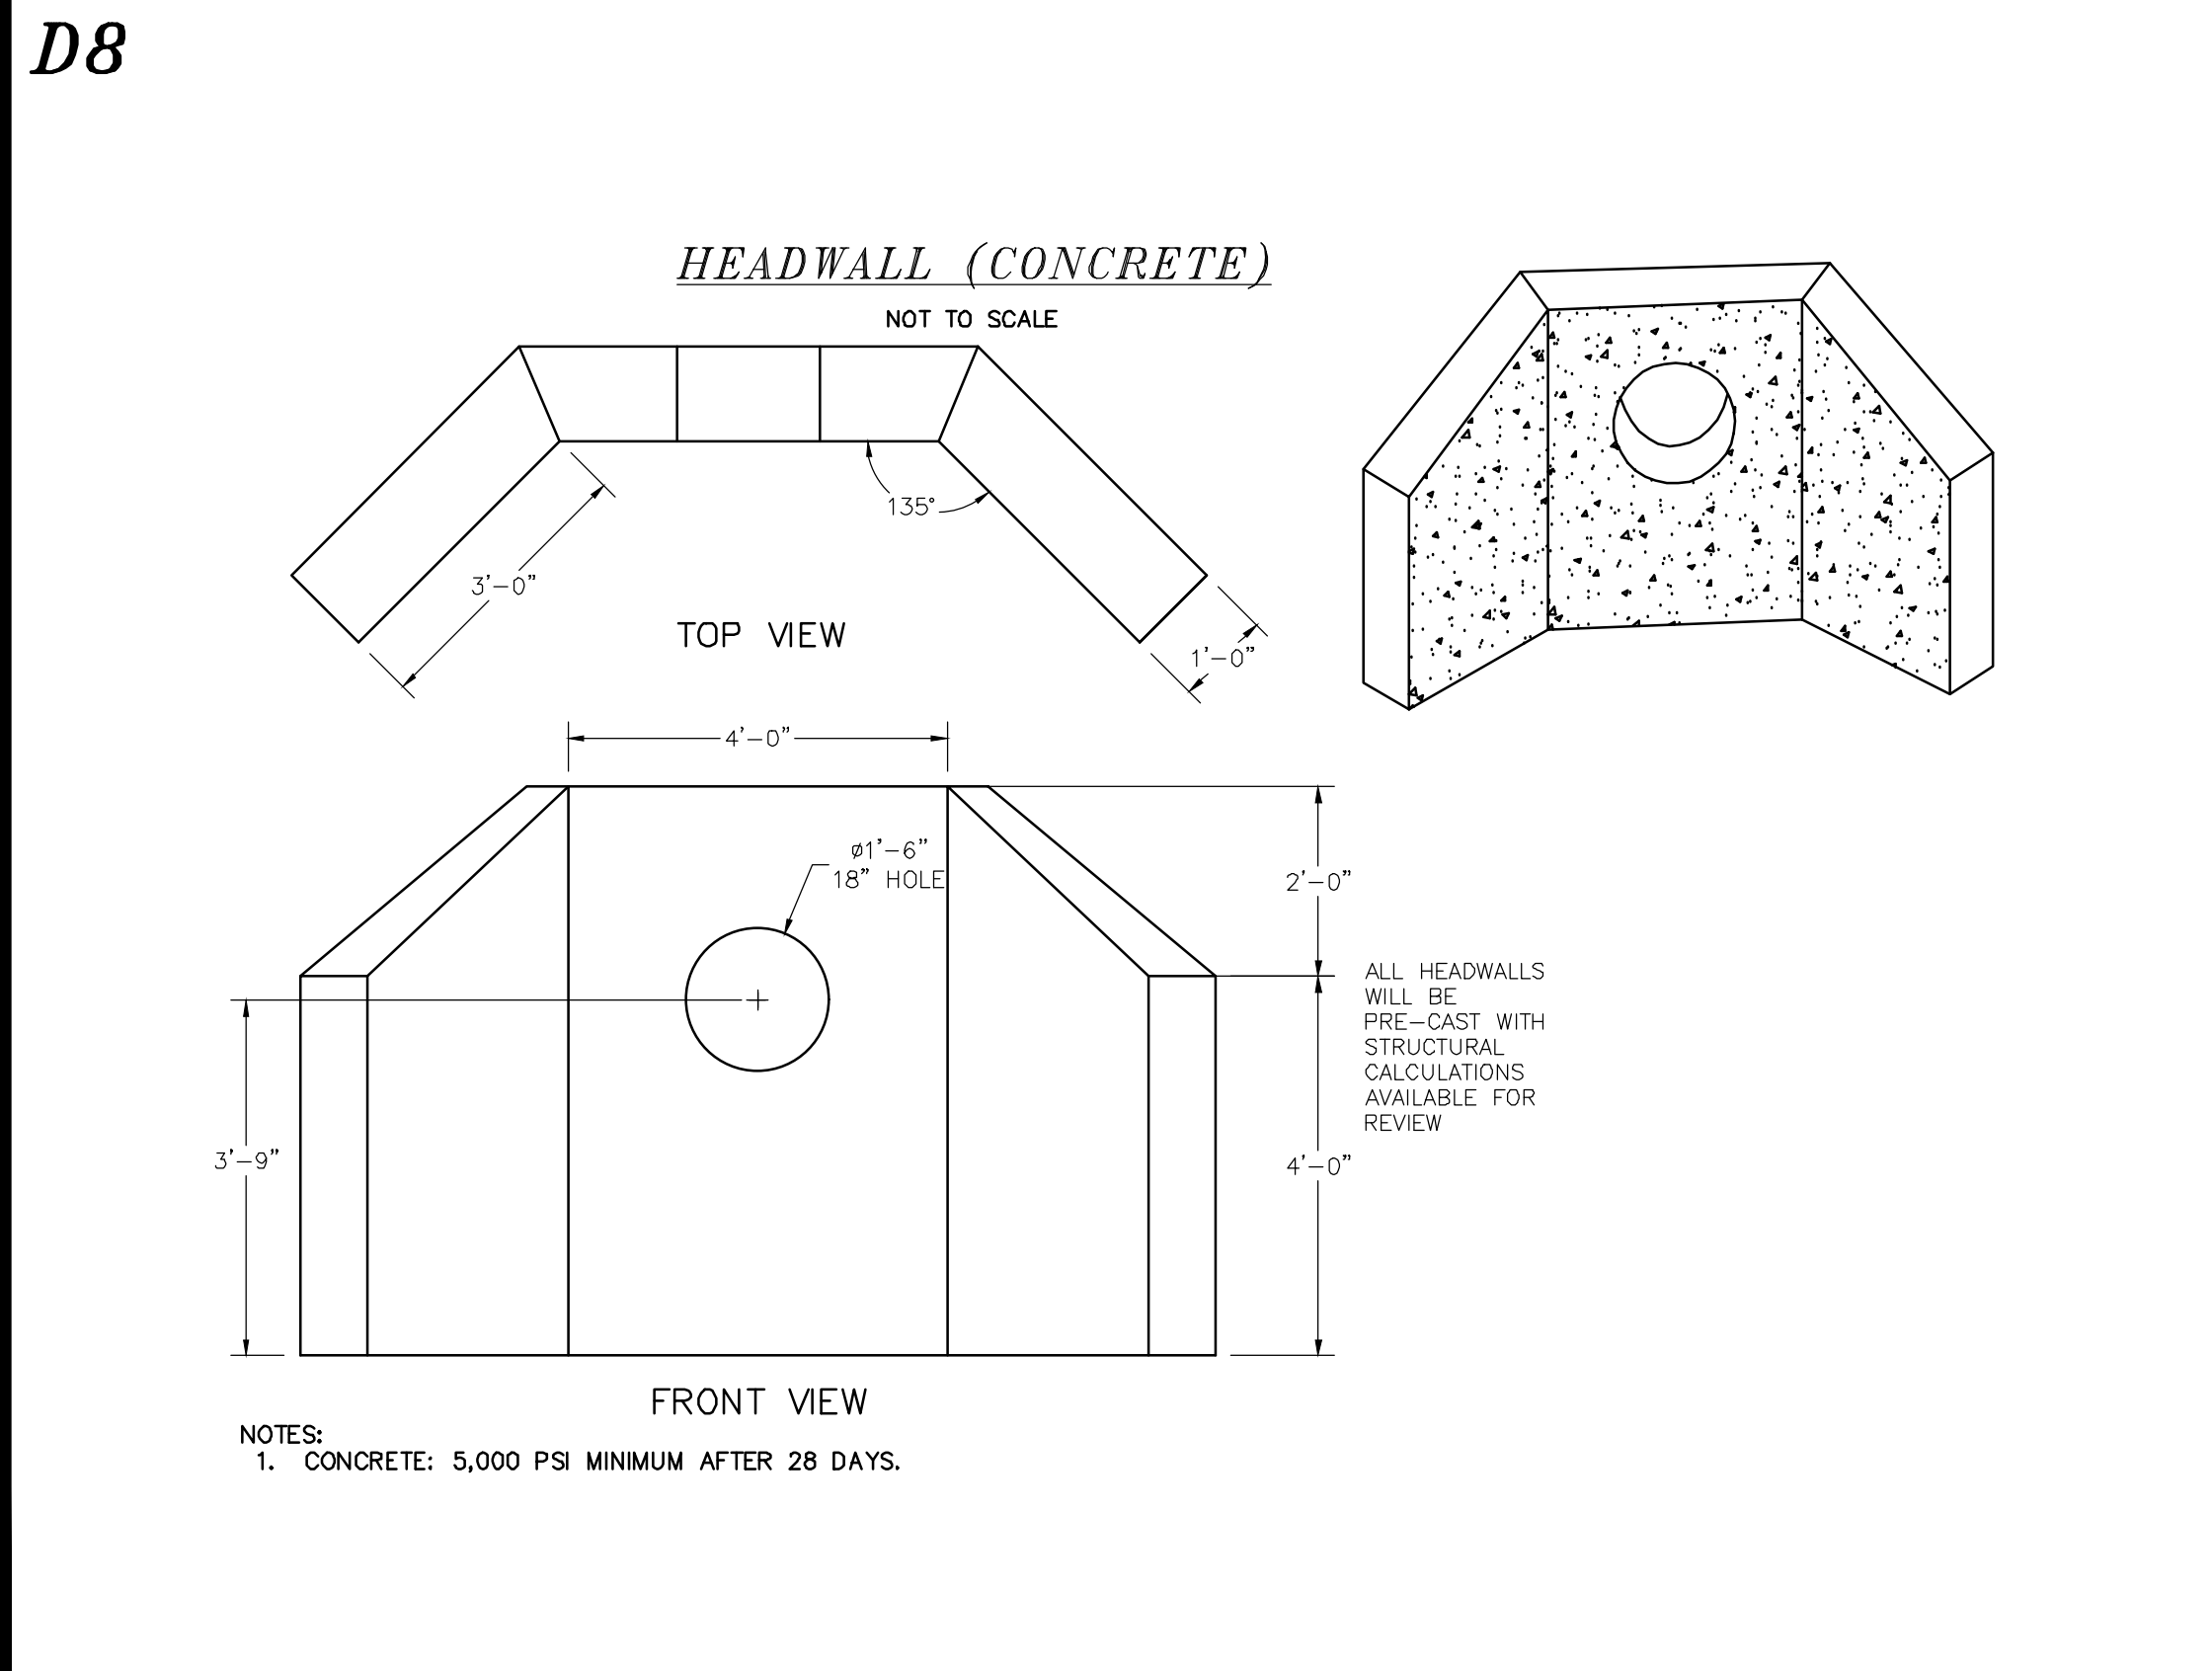 D8
HEADWALL (CONCRETE)
NOT TO SCALE
135°
3'-0"
TOP VIEW
1'-0"
4'-0"
ø1'-6"
18" HOLE
2'-0"
ALL HEADWALLS
WILL BE
PRE-CAST WITH
STRUCTURAL
CALCULATIONS
AVAILABLE FOR
REVIEW
3'-9"
4'-0"
FRONT VIEW
NOTES:
1. CONCRETE: 5,000 PSI MINIMUM AFTER 28 DAYS.